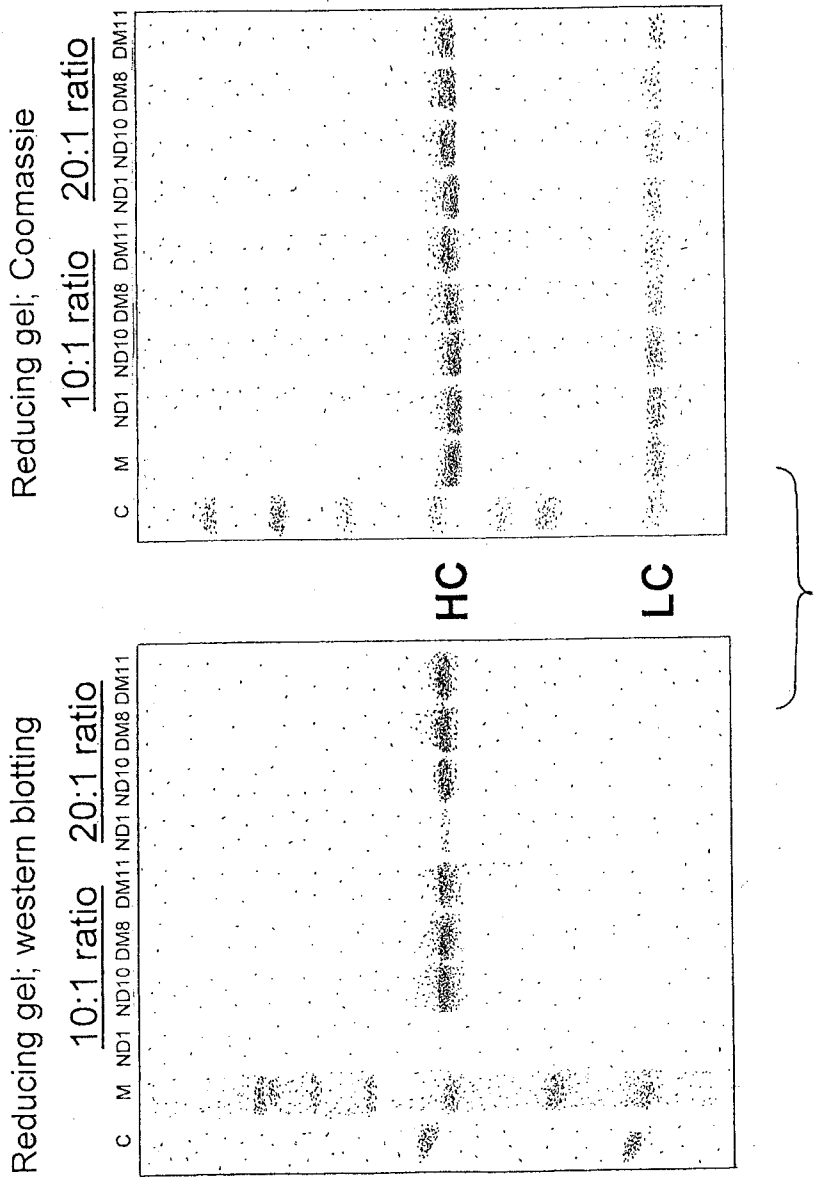 Reducing gel; western blotting
10:1 ratio 20:1 ratio
C M ND1 ND10 DM8 DM11 ND1 ND10 DM8 DM11
HC
LC
Reducing gel; Coomassie
10:1 ratio 20:1 ratio
C M ND1 ND10 DM8 DM11 ND1 ND10 DM8 DM11